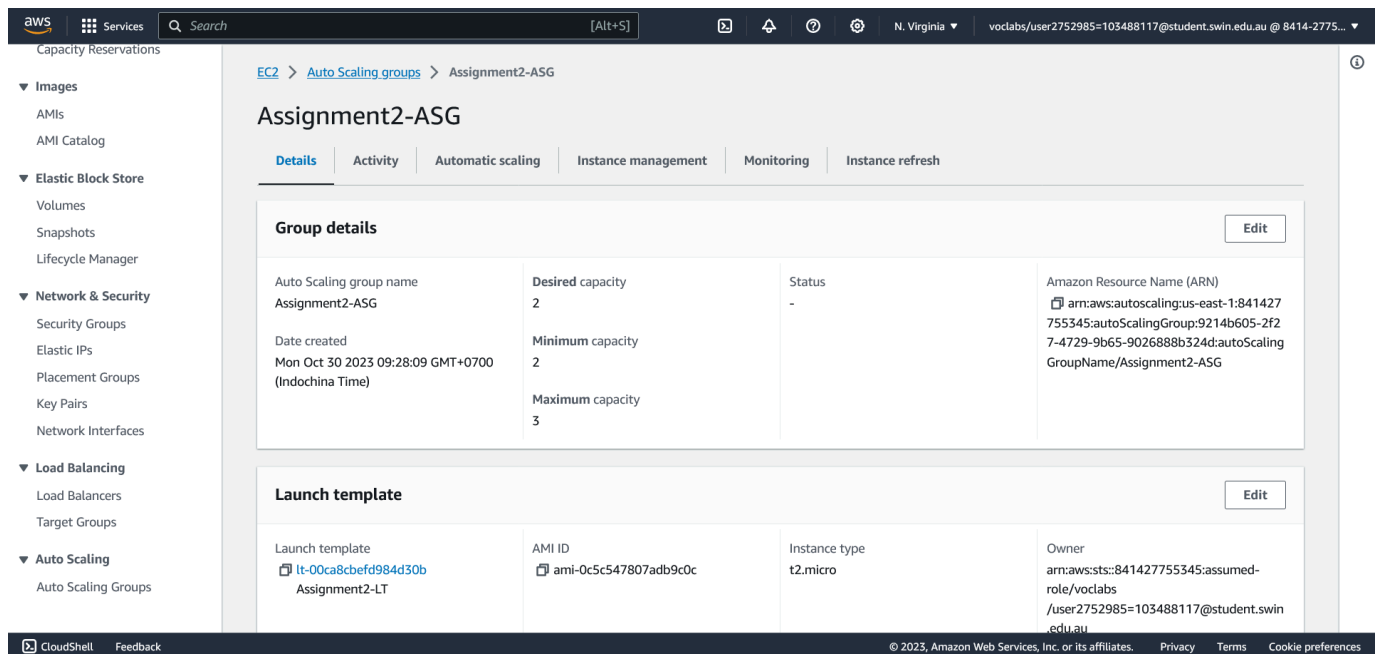 aws
Services
Search
[Alt+S]
N. Virginia
voclabs/user2752985=103488117@student.swin.edu.au @ 8414-2775...
Capacity Reservations
Images
AMIs
AMI Catalog
Elastic Block Store
Volumes
Snapshots
Lifecycle Manager
Network & Security
Security Groups
Elastic IPs
Placement Groups
Key Pairs
Network Interfaces
Load Balancing
Load Balancers
Target Groups
Auto Scaling
Auto Scaling Groups
EC2 > Auto Scaling groups > Assignment2-ASG
Assignment2-ASG
Details
Activity
Automatic scaling
Instance management
Monitoring
Instance refresh
Group details
Edit
Auto Scaling group name
Assignment2-ASG
Date created
Mon Oct 30 2023 09:28:09 GMT+0700
(Indochina Time)
Desired capacity
2
Minimum capacity
2
Maximum capacity
3
Status
-
Amazon Resource Name (ARN)
arn:aws:autoscaling:us-east-1:841427
755345:autoScalingGroup:9214b605-2f2
7-4729-9b65-9026888b324d:autoScaling
GroupName/Assignment2-ASG
Launch template
Edit
Launch template
lt-00ca8cbefd984d30b
Assignment2-LT
AMI ID
ami-0c5c547807adb9c0c
Instance type
t2.micro
Owner
arn:aws:sts::841427755345:assumed-
role/voclabs
/user2752985=103488117@student.swin
.edu.au
CloudShell
Feedback
© 2023, Amazon Web Services, Inc. or its affiliates.
Privacy
Terms
Cookie preferences